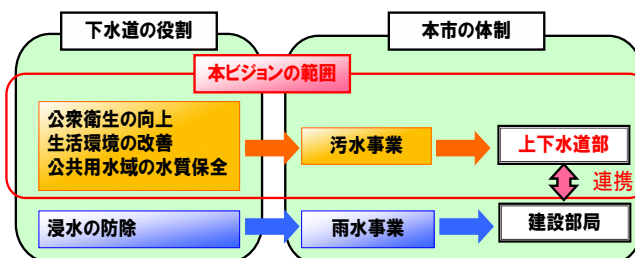 下水道の役割
本市の体制
本ビジョンの範囲
公衆衛生の向上
生活環境の改善
公共用水域の水質保全
汚水事業
上下水道部
連携
浸水の防除
雨水事業
建設部局